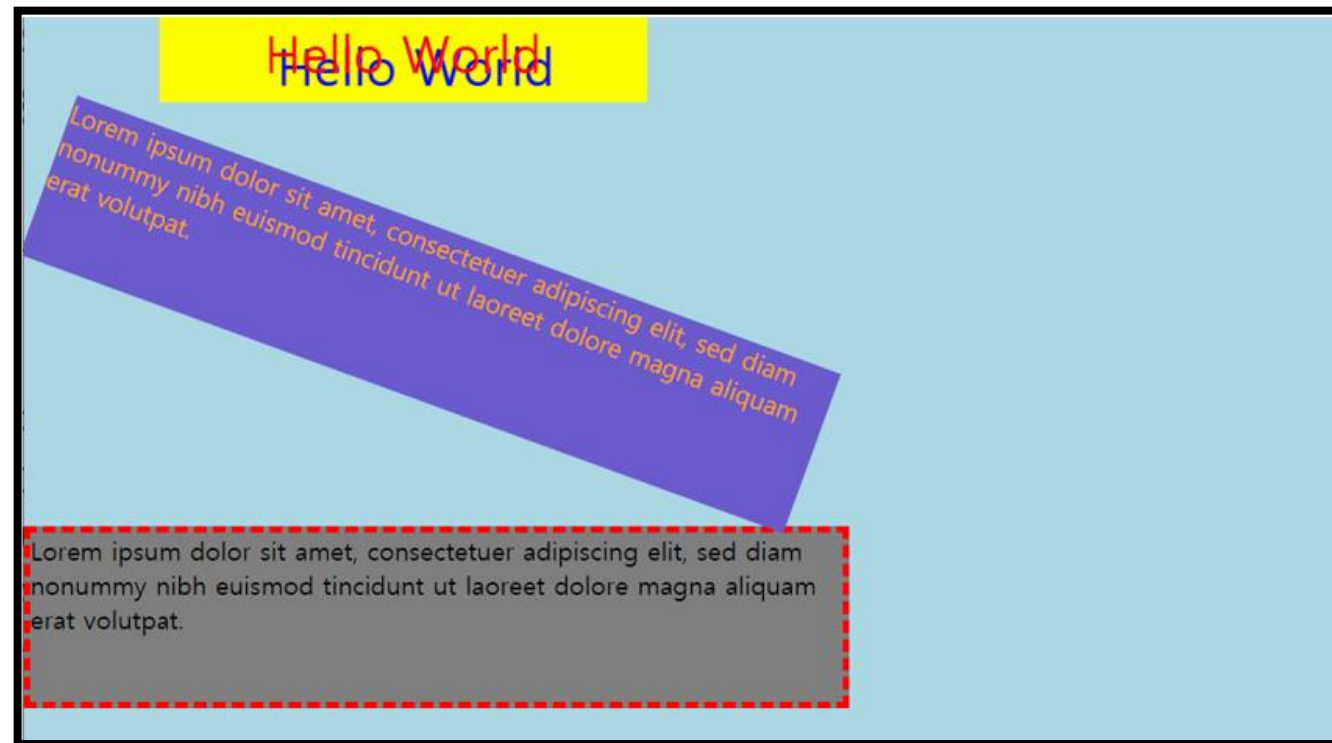 Hello World
Lorem ipsum dolor sit amet, consectetuer adipiscing elit, sed diam
nonummy nibh euismod tincidunt ut laoreet dolore magna aliquam
erat volutpat.
Lorem ipsum dolor sit amet, consectetuer adipiscing elit, sed diam
nonummy nibh euismod tincidunt ut laoreet dolore magna aliquam
erat volutpat.